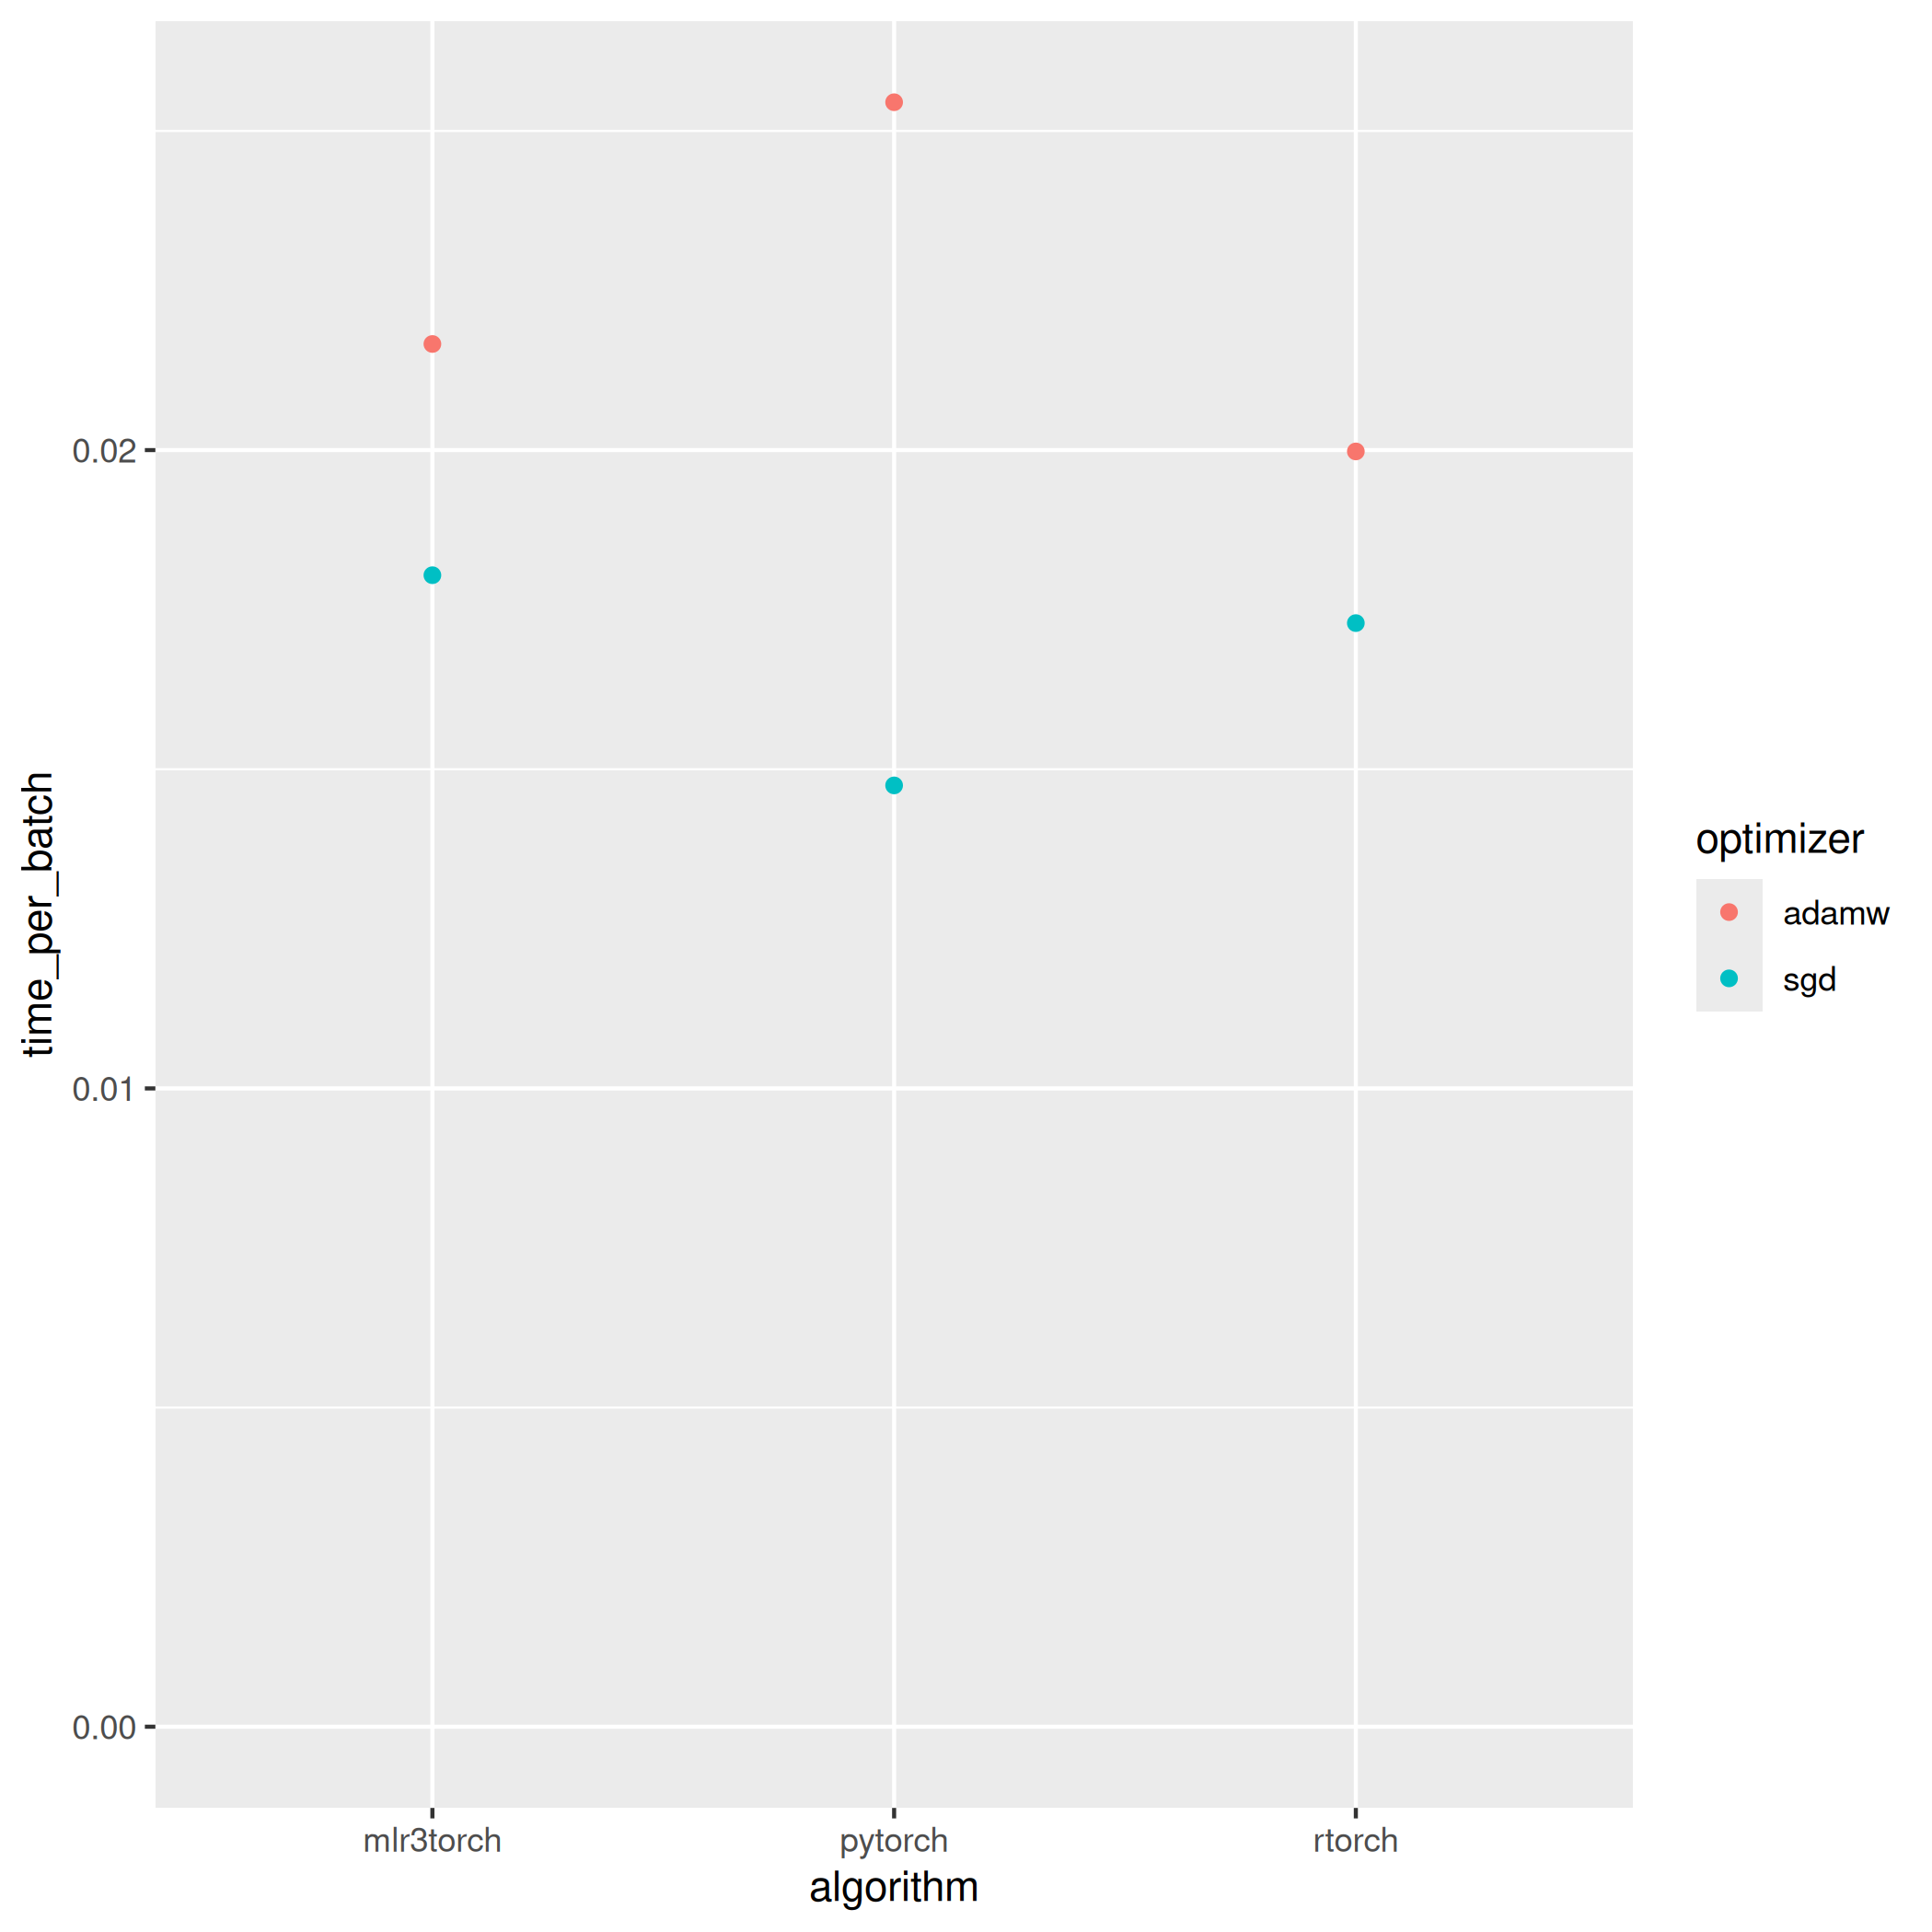 time_per_batch
0.02
0.01
0.00
mlr3torch
pytorch
rtorch
algorithm
optimizer
adamw
sgd